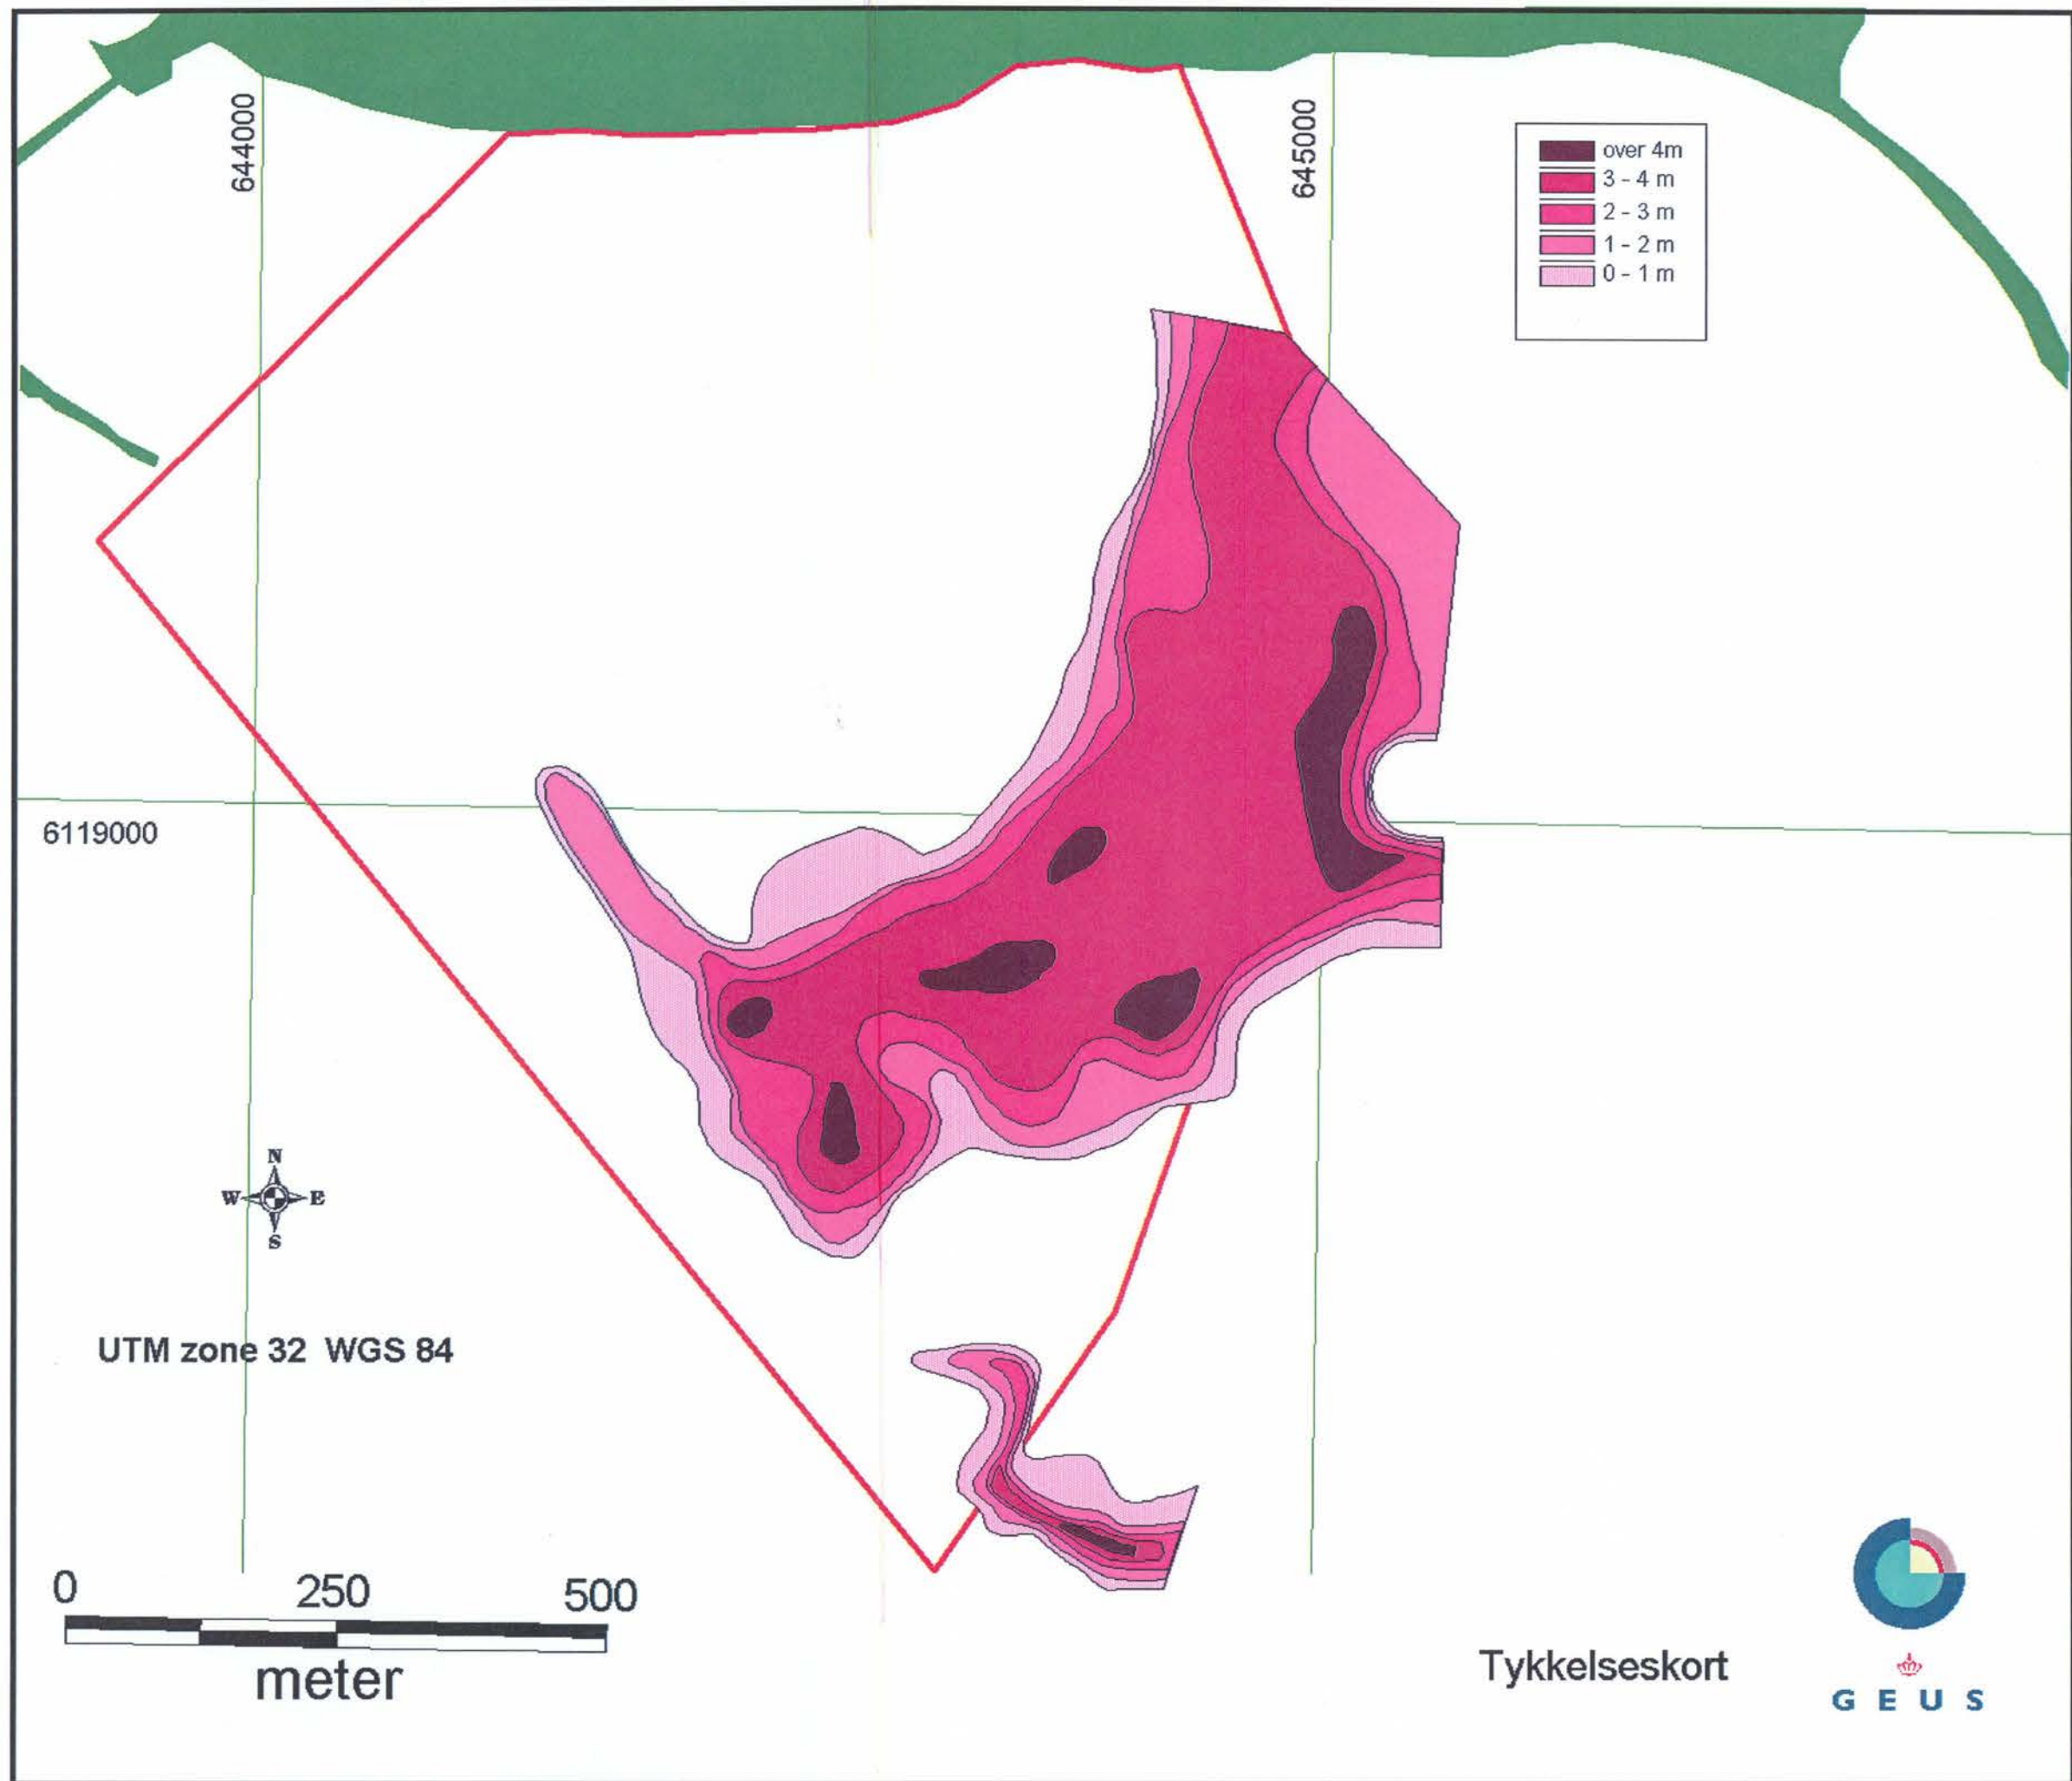 644000
645000
over 4m
3 - 4 m
2 - 3 m
1 - 2 m
0 - 1 m
6119000
N
W E
S
UTM zone 32 WGS 84
0 250 500
meter
Tykkelseskort
G E U S